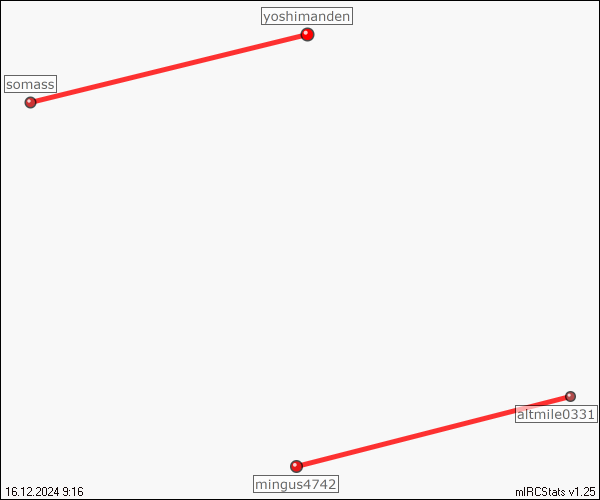 yoshimanden
somass
altmile0331
mingus4742
16.12.2024 9:16
mIRCStats v1.25